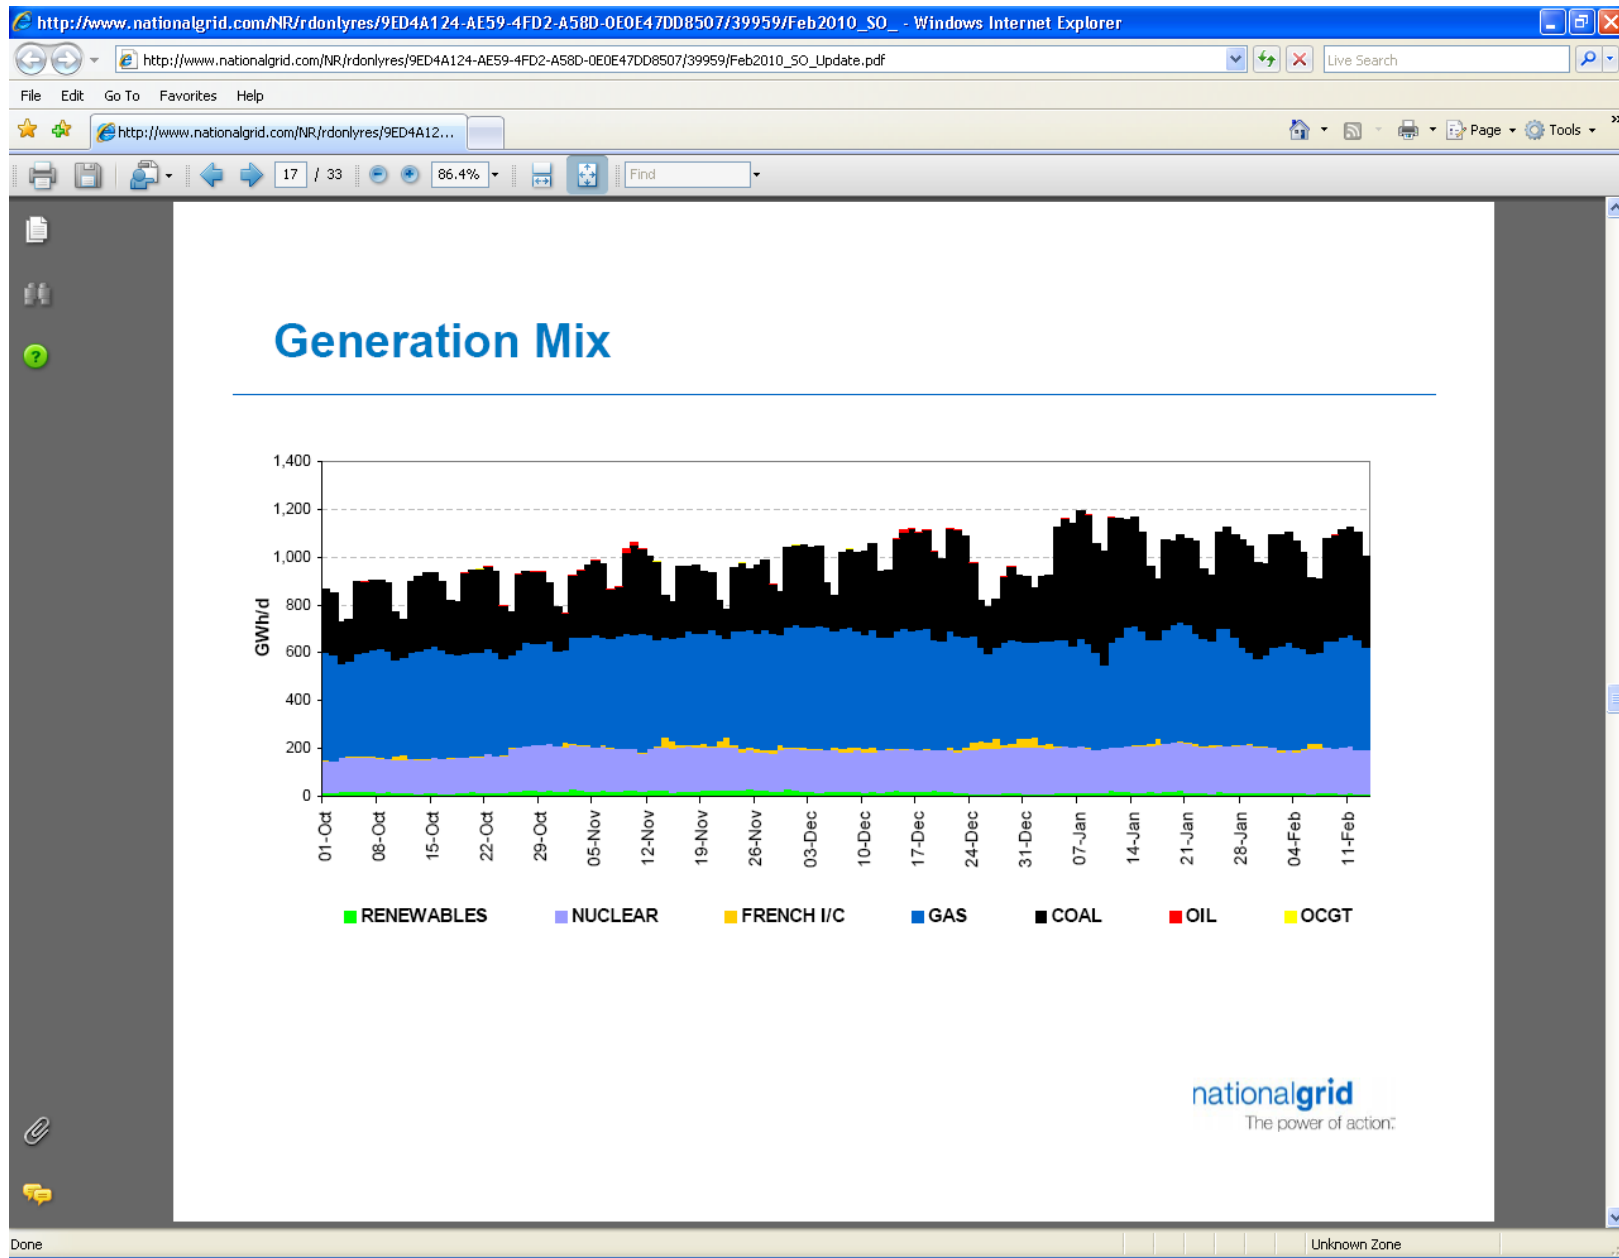 http://www.nationalgrid.com/NR/rdonlyres/9ED4A124-AE59-4FD2-A58D-0E0E47DD8507/39959/Feb2010_SO_ - Windows Internet Explorer
http://www.nationalgrid.com/NR/rdonlyres/9ED4A124-AE59-4FD2-A58D-0E0E47DD8507/39959/Feb2010_SO_Update.pdf
Live Search
File Edit Go To Favorites Help
http://www.nationalgrid.com/NR/rdonlyres/9ED4A12...
Page Tools
17 / 33 86.4% Find
Generation Mix
1,400
1,200
1,000
800
600
400
200
0
GWh/d
01-Oct 08-Oct 15-Oct 22-Oct 29-Oct 05-Nov 12-Nov 19-Nov 26-Nov 03-Dec 10-Dec 17-Dec 24-Dec 31-Dec 07-Jan 14-Jan 21-Jan 28-Jan 04-Feb 11-Feb
RENEWABLES NUCLEAR FRENCH I/C GAS COAL OIL OCGT
nationalgrid
The power of action.
Done Unknown Zone